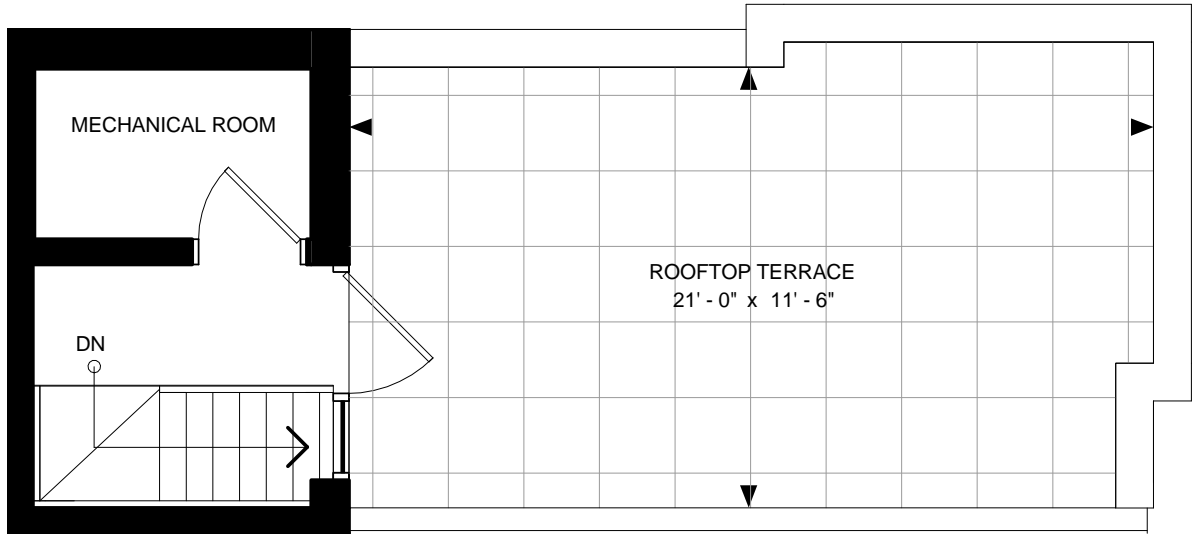 MECHANICAL ROOM
ROOFTOP TERRACE
21' - 0" x 11' - 6"
DN